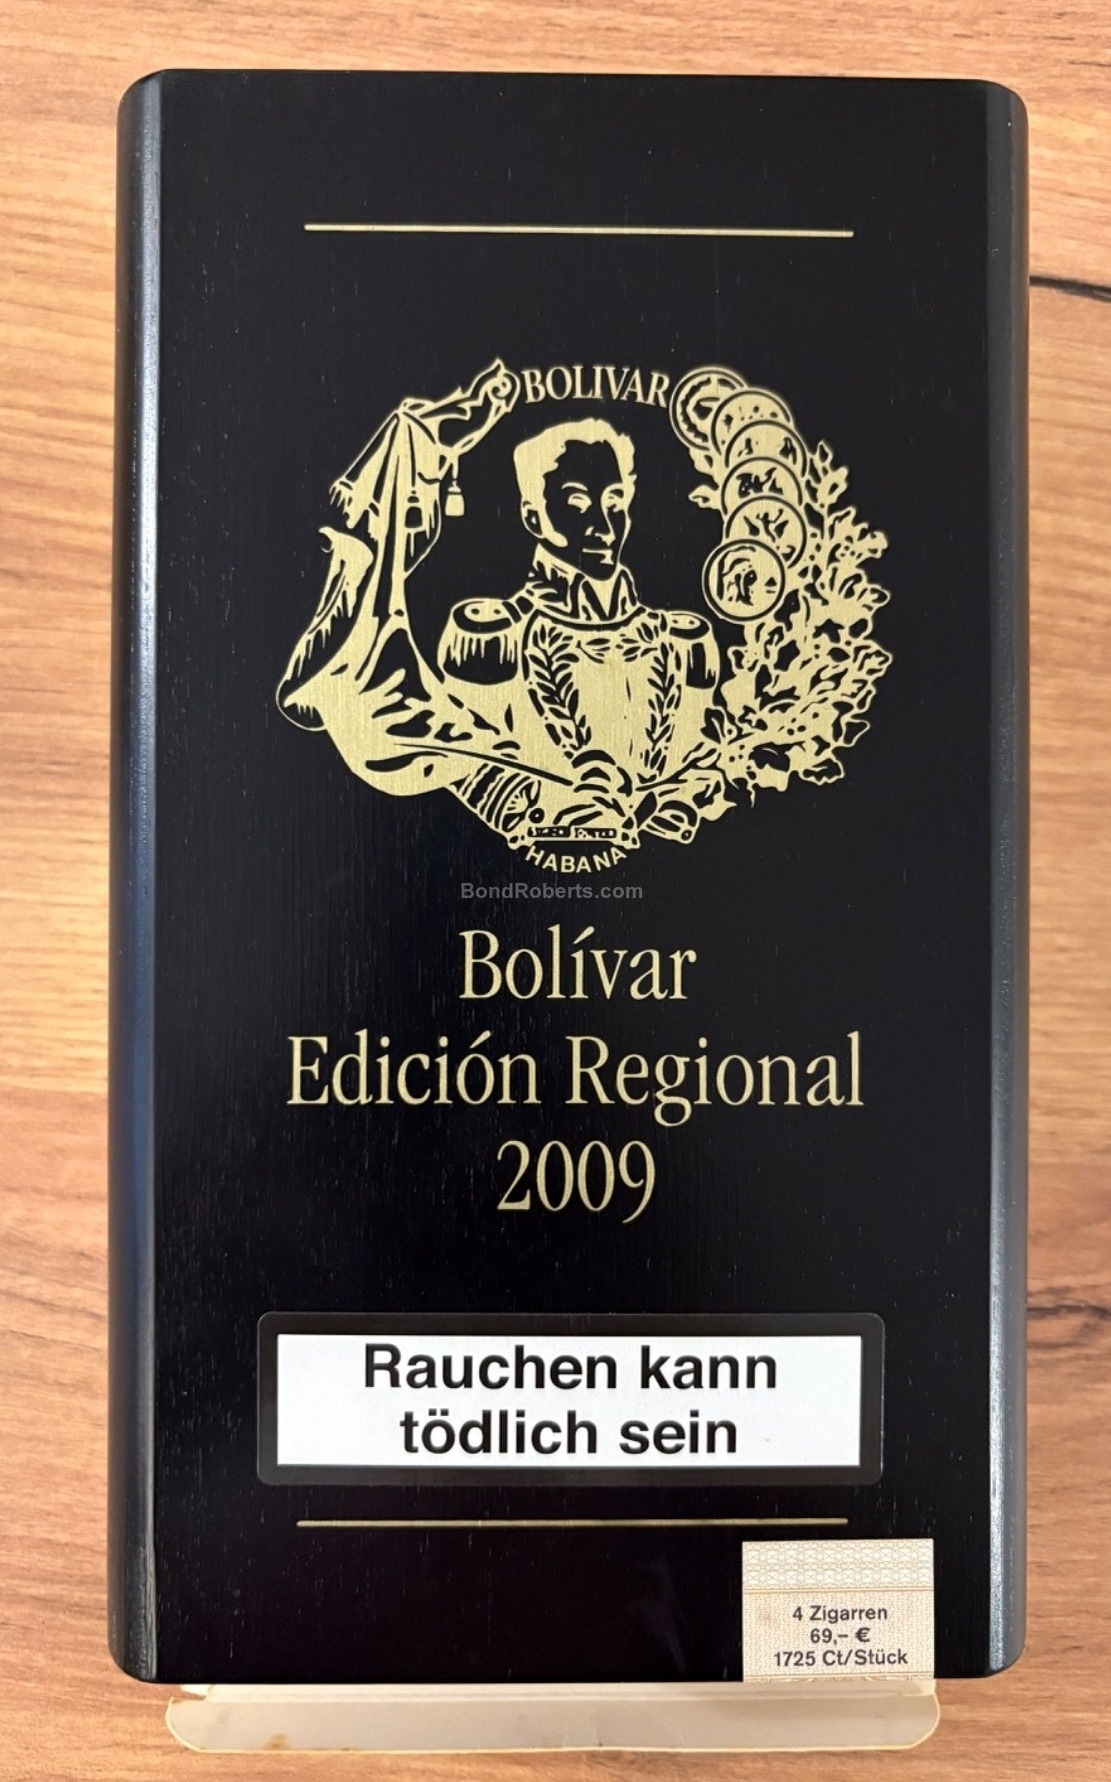 BOLIVAR
HABANA
BondRoberts.com
Bolívar
Edición Regional
2009
Rauchen kann
tödlich sein
4 Zigarren
69,– €
1725 Ct/Stück